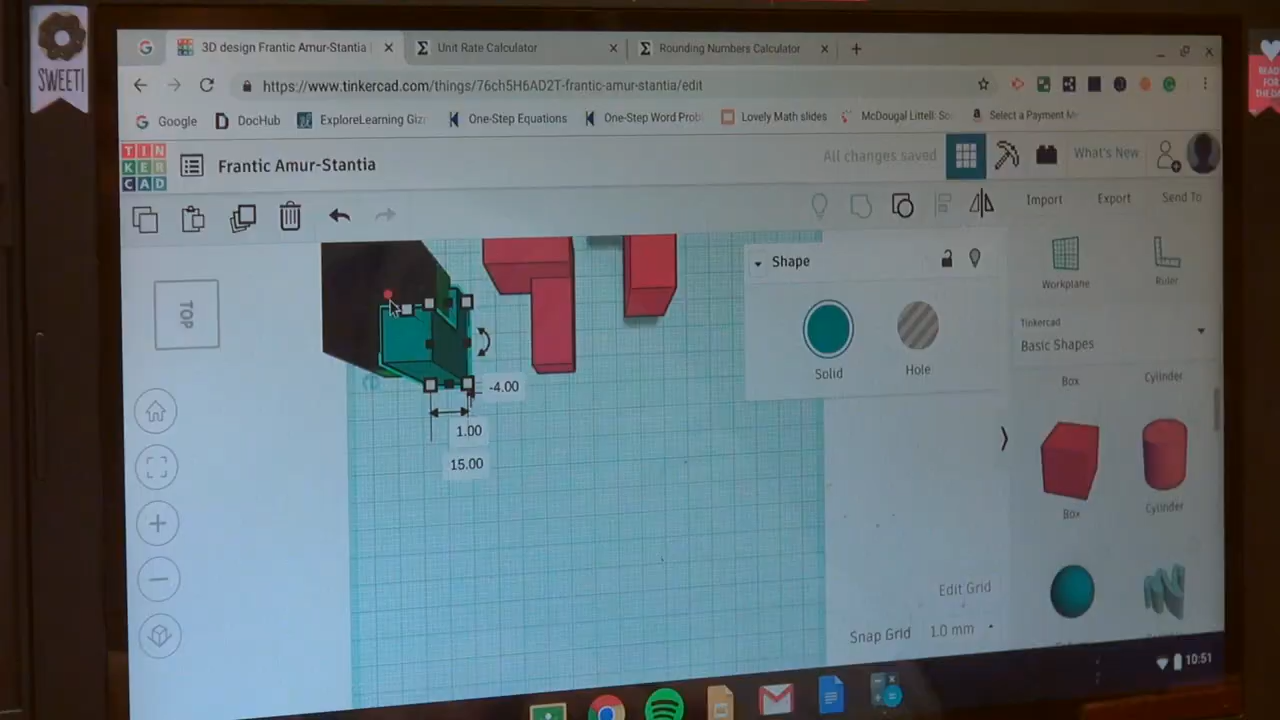 SWEET!
3D design Frantic Amur-Stantia
Unit Rate Calculator
Rounding Numbers Calculator
https://www.tinkercad.com/things/76ch5H6AD2T-frantic-amur-stantia/edit
Google
DocHub
ExploreLearning Giz
One-Step Equations
One-Step Word Prob
Lovely Math slides
McDougal Littell: Sc
Select a Payment Me
TIN
KER
CAD
Frantic Amur-Stantia
All changes saved
What's New
Import
Export
Send To
TOP
Shape
Solid
Hole
Workplane
Ruler
Tinkercad
Basic Shapes
Box
Cylinder
Box
Cylinder
-4.00
1.00
15.00
Edit Grid
Snap Grid
1.0 mm
10:51